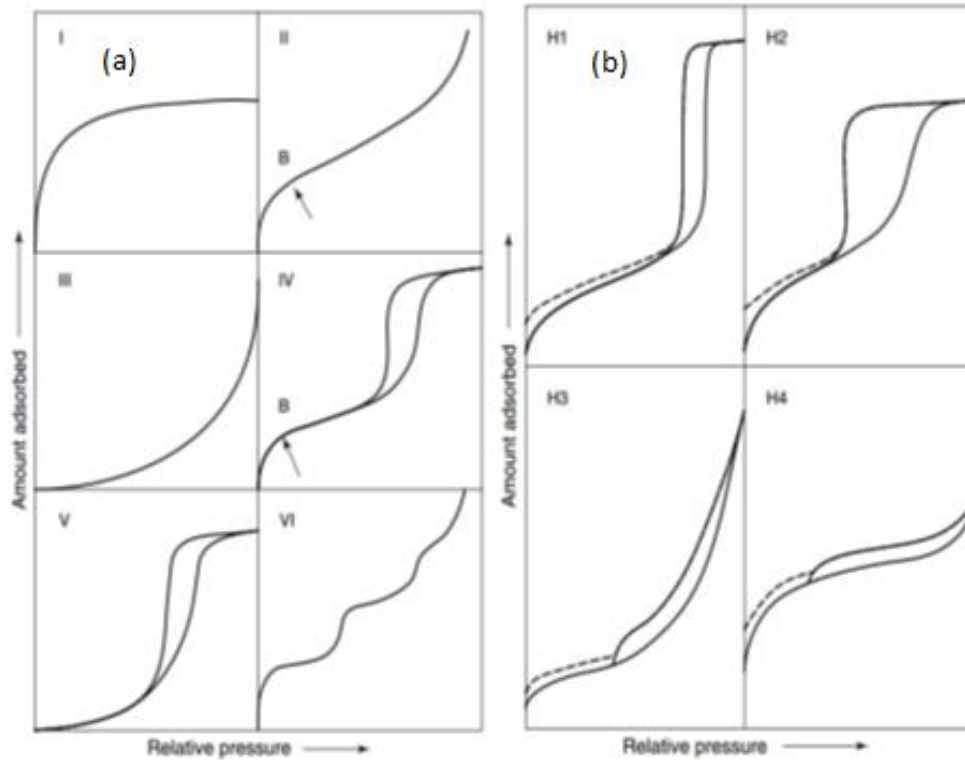 I
(a)
II
B
III
IV
B
V
VI
Amount adsorbed
Relative pressure
H1
(b)
H2
H3
H4
Amount adsorbed
Relative pressure